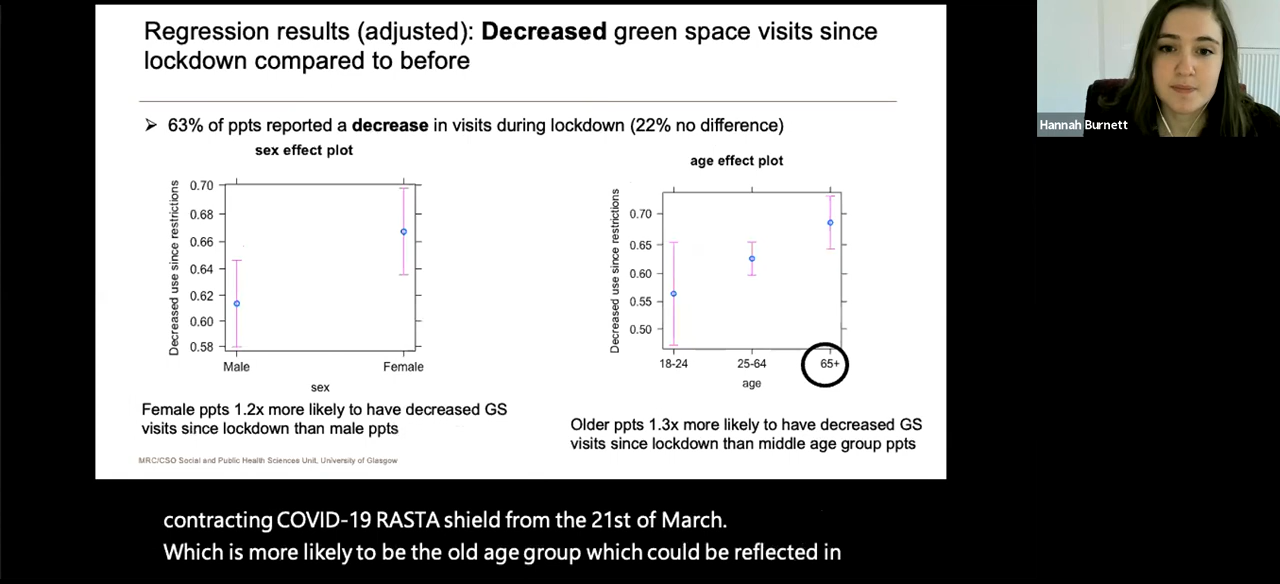 Regression results (adjusted): Decreased green space visits since
lockdown compared to before
➢ 63% of ppts reported a decrease in visits during lockdown (22% no difference)
sex effect plot
Decreased use since restrictions
0.70
0.68
0.66
0.64
0.62
0.60
0.58
Male
Female
sex
Female ppts 1.2x more likely to have decreased GS
visits since lockdown than male ppts
age effect plot
Decreased use since restrictions
0.70
0.65
0.60
0.55
0.50
18-24
25-64
65+
age
Older ppts 1.3x more likely to have decreased GS
visits since lockdown than middle age group ppts
MRC/CSO Social and Public Health Sciences Unit, University of Glasgow
Hannah Burnett
contracting COVID-19 RASTA shield from the 21st of March.
Which is more likely to be the old age group which could be reflected in